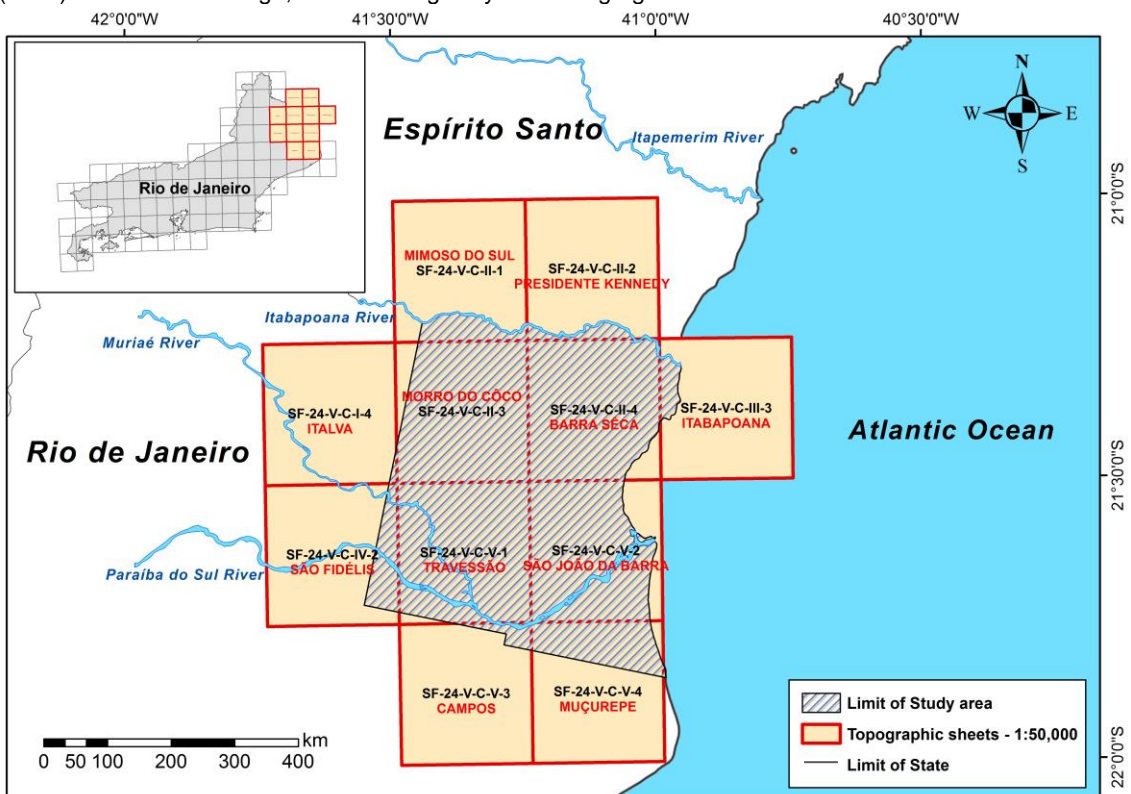 42°0'0"W
41°30'0"W
41°0'0"W
40°30'0"W
Rio de Janeiro
N
W
E
S
Espírito Santo
Itapemerim River
21°0'0"S
MIMOSO DO SUL
SF-24-V-C-II-1
SF-24-V-C-II-2
PRESIDENTE KENNEDY
Itabapoana River
Muriaé River
MORRO DO CÔCO
SF-24-V-C-II-3
SF-24-V-C-I-4
ITALVA
SF-24-V-C-II-4
BARRA SÊCA
SF-24-V-C-III-3
ITABAPOANA
Atlantic Ocean
Rio de Janeiro
21°30'0"S
SF-24-V-C-IV-2
SÃO FIDÉLIS
SF-24-V-C-V-1
TRAVESSÃO
SF-24-V-C-V-2
SÃO JOÃO DA BARRA
Paraíba do Sul River
SF-24-V-C-V-3
CAMPOS
SF-24-V-C-V-4
MUÇUREPE
Limit of Study area
Topographic sheets - 1:50,000
Limit of State
km
0 50 100 200 300 400
22°0'0"S